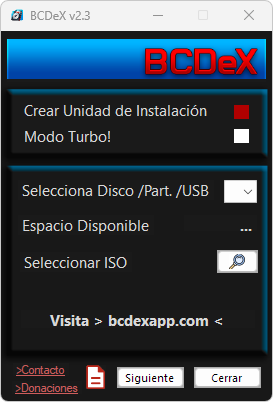 BCDeX v2.3
BCDeX
Crear Unidad de Instalación
Modo Turbo!
Selecciona Disco /Part. /USB
Espacio Disponible ...
Seleccionar ISO
Visita > bcdexapp.com <
>Contacto
>Donaciones
Siguiente
Cerrar